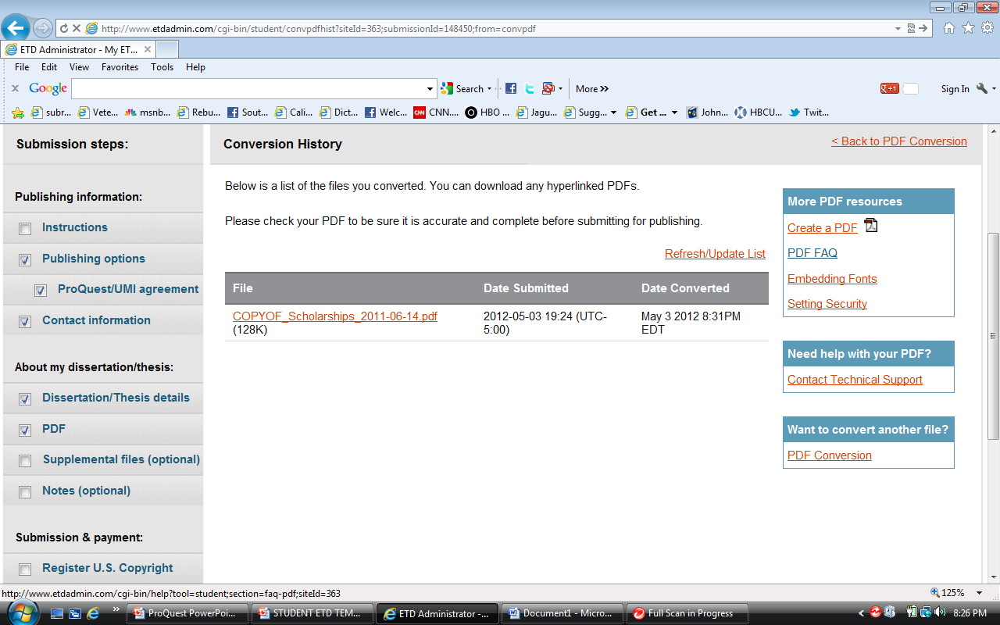 http://www.etdadmin.com/cgi-bin/student/convpdfhist?siteId=363;submissionId=148450;from=convpdf
ETD Administrator - My ET...
File Edit View Favorites Tools Help
Google Search More >> +1 Sign In
subr... Vete... msnb... Rebu... Sout... Cali... Dict... Welc... CNN.... HBO ... Jagu... Sugg... Get ... John... HBCU... Twit...
Submission steps:
Publishing information:
Instructions
Publishing options
ProQuest/UMI agreement
Contact information
About my dissertation/thesis:
Dissertation/Thesis details
PDF
Supplemental files (optional)
Notes (optional)
Submission & payment:
Register U.S. Copyright
Conversion History
< Back to PDF Conversion
Below is a list of the files you converted. You can download any hyperlinked PDFs.
Please check your PDF to be sure it is accurate and complete before submitting for publishing.
Refresh/Update List
File Date Submitted Date Converted
COPYOF_Scholarships_2011-06-14.pdf 2012-05-03 19:24 (UTC- May 3 2012 8:31PM
(128K) 5:00) EDT
More PDF resources
Create a PDF
PDF FAQ
Embedding Fonts
Setting Security
Need help with your PDF?
Contact Technical Support
Want to convert another file?
PDF Conversion
http://www.etdadmin.com/cgi-bin/help?tool=student;section=faq-pdf;siteId=363
125%
ProQuest PowerPoi... STUDENT ETD TEM... ETD Administrator -... Document1 - Micro... Full Scan in Progress 8:26 PM